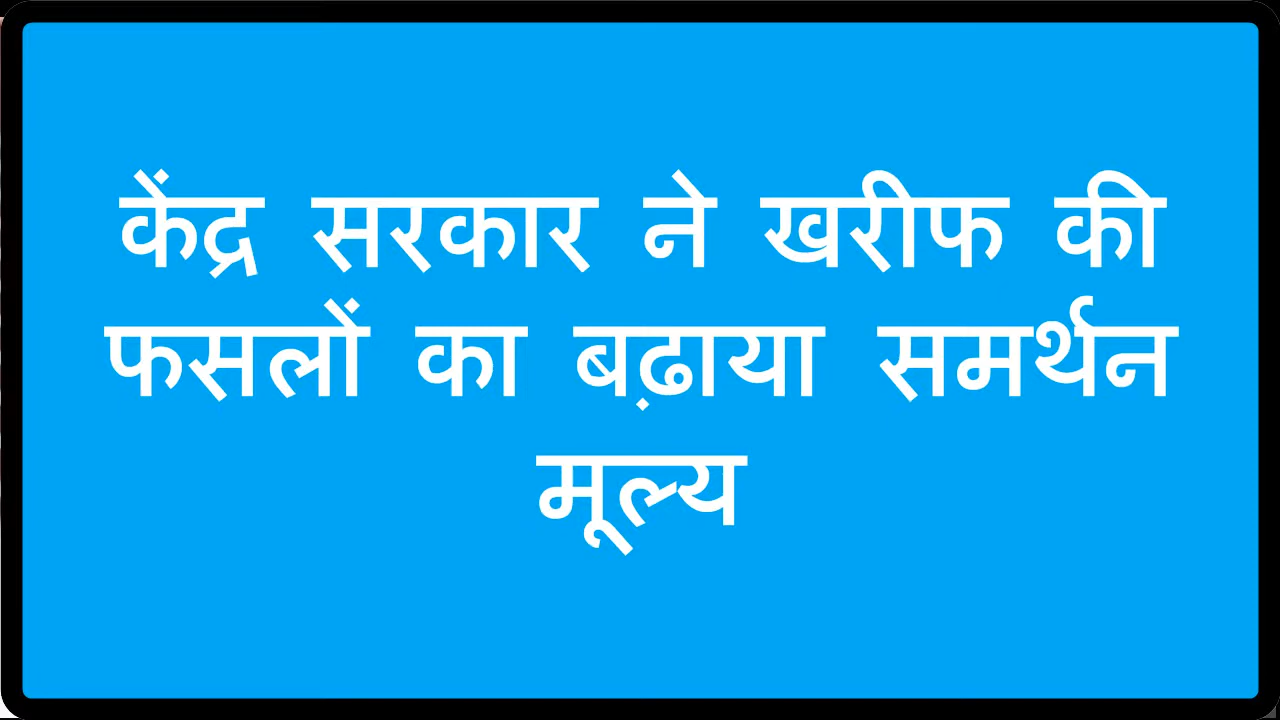 केंद्र सरकार ने खरीफ की
फसलों का बढ़ाया समर्थन
मूल्य